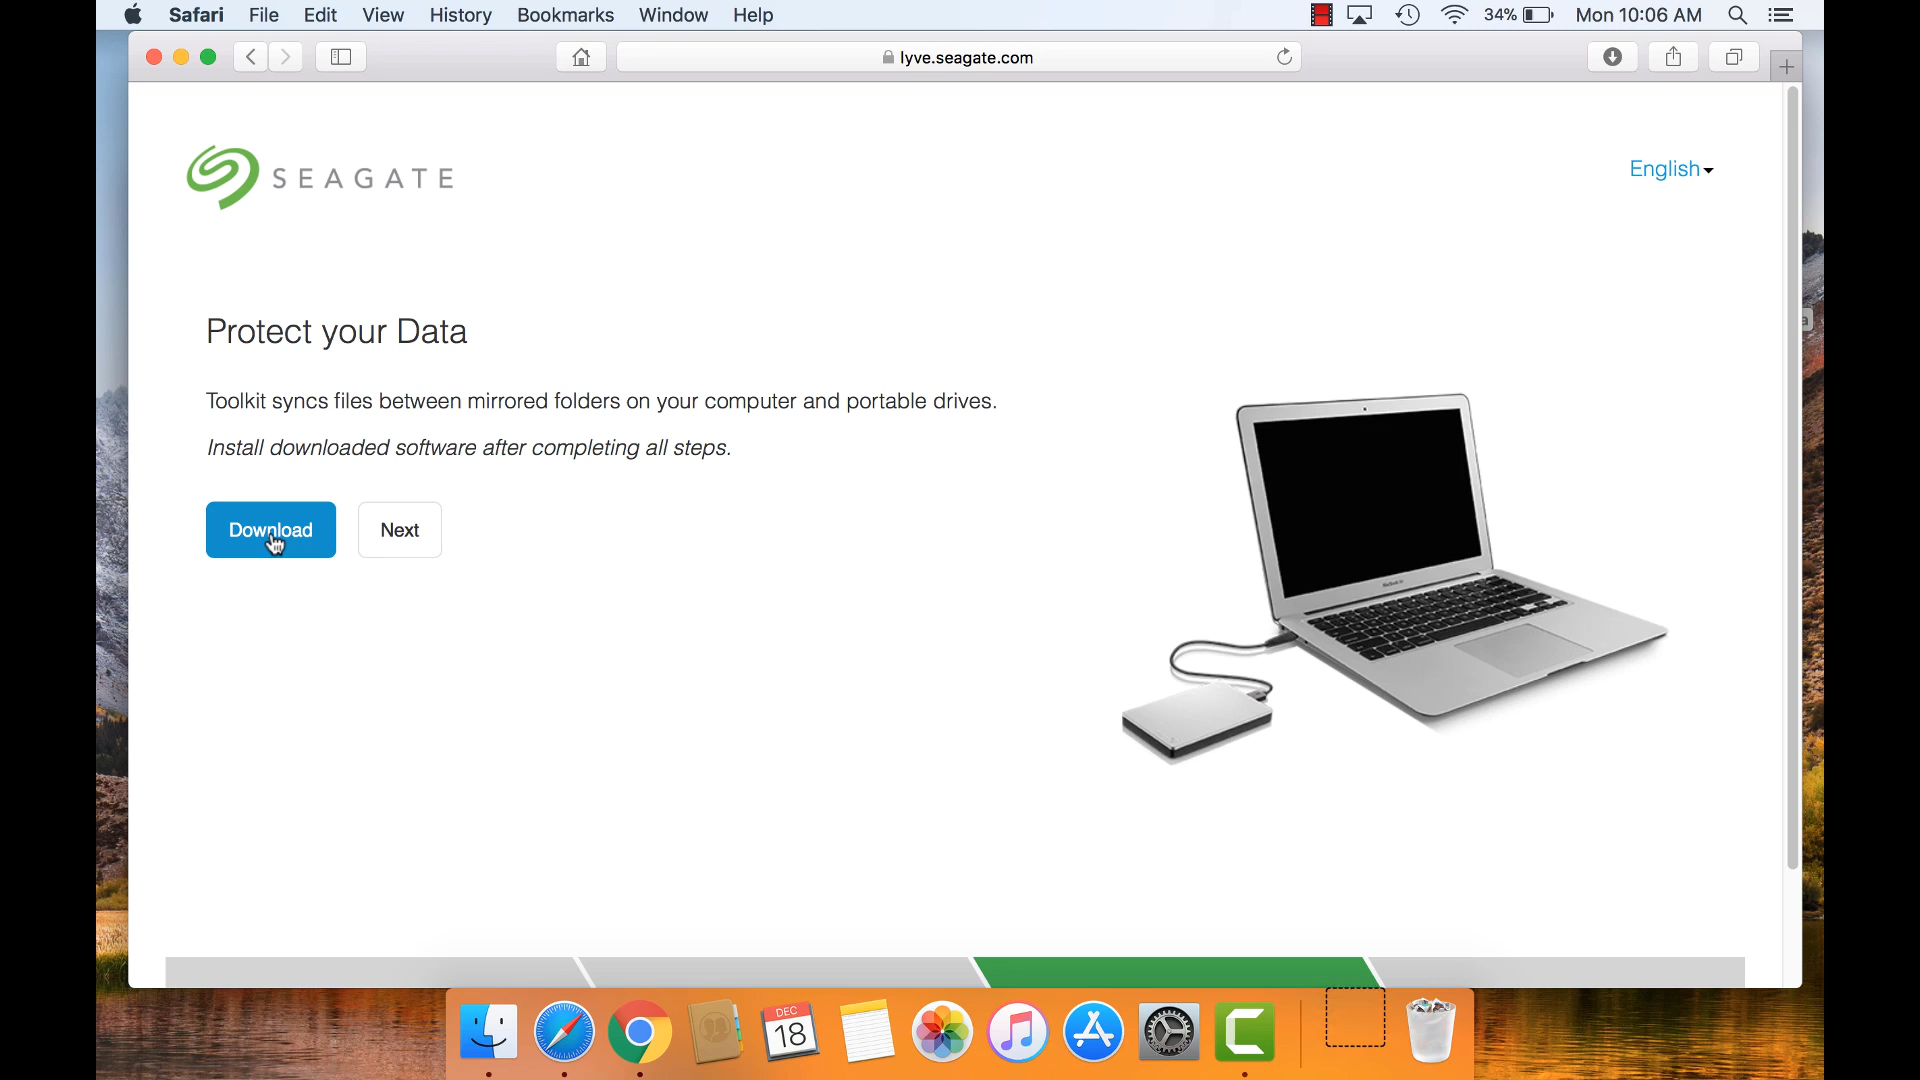 Safari File Edit View History Bookmarks Window Help 34% Mon 10:06 AM
lyve.seagate.com
SEAGATE
English
Protect your Data
Toolkit syncs files between mirrored folders on your computer and portable drives.
Install downloaded software after completing all steps.
Download Next
DEC
18